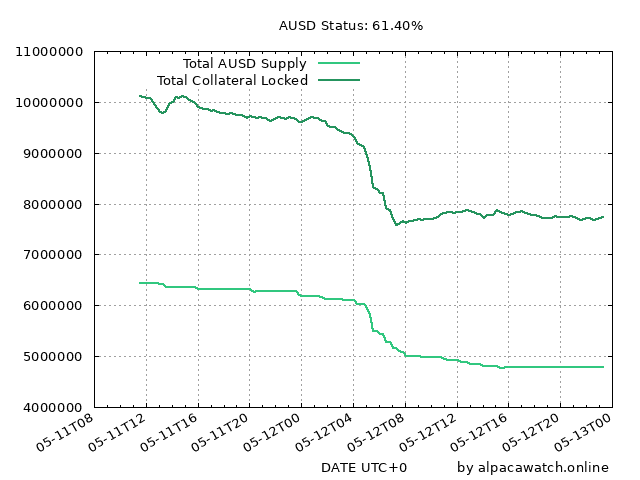 AUSD Status: 61.40%
11000000
10000000
9000000
8000000
7000000
6000000
5000000
4000000
Total AUSD Supply
Total Collateral Locked
05-11T08
05-11T12
05-11T16
05-11T20
05-12T00
05-12T04
05-12T08
05-12T12
05-12T16
05-12T20
05-13T00
DATE UTC+0
by alpacawatch.online